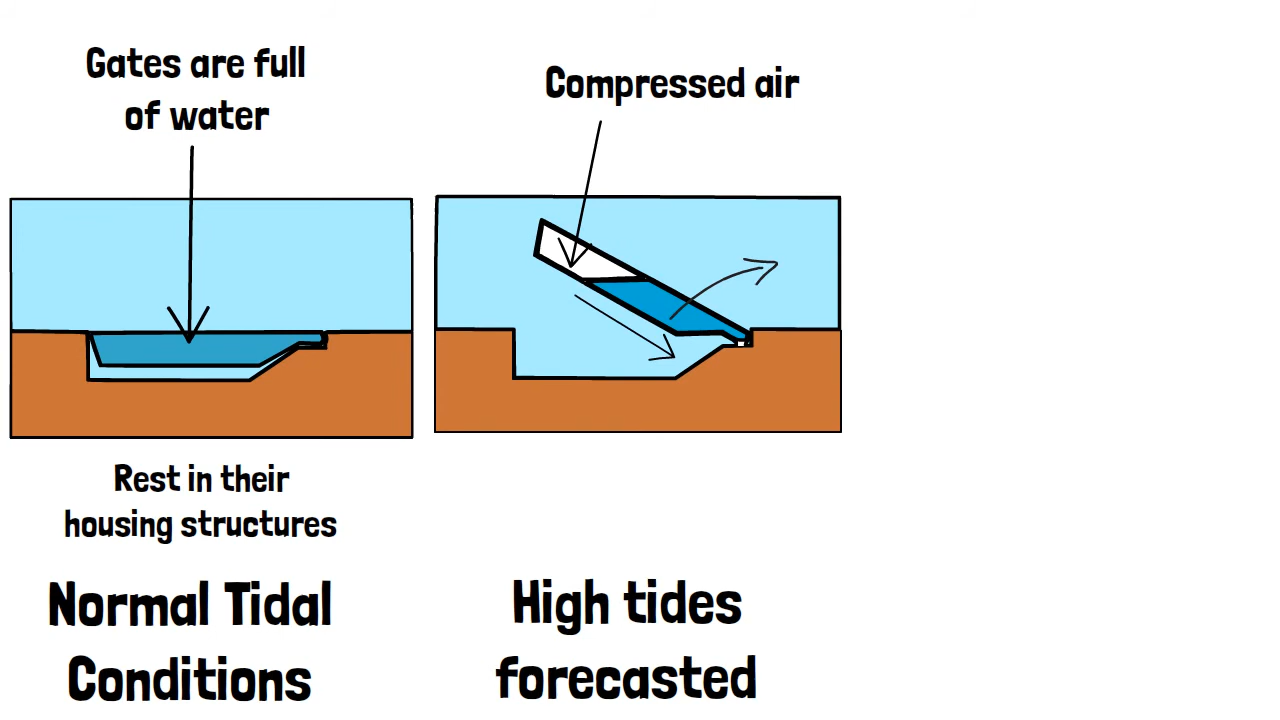 Gates are full
of water
Rest in their
housing structures
Normal Tidal
Conditions
Compressed air
High tides
forecasted